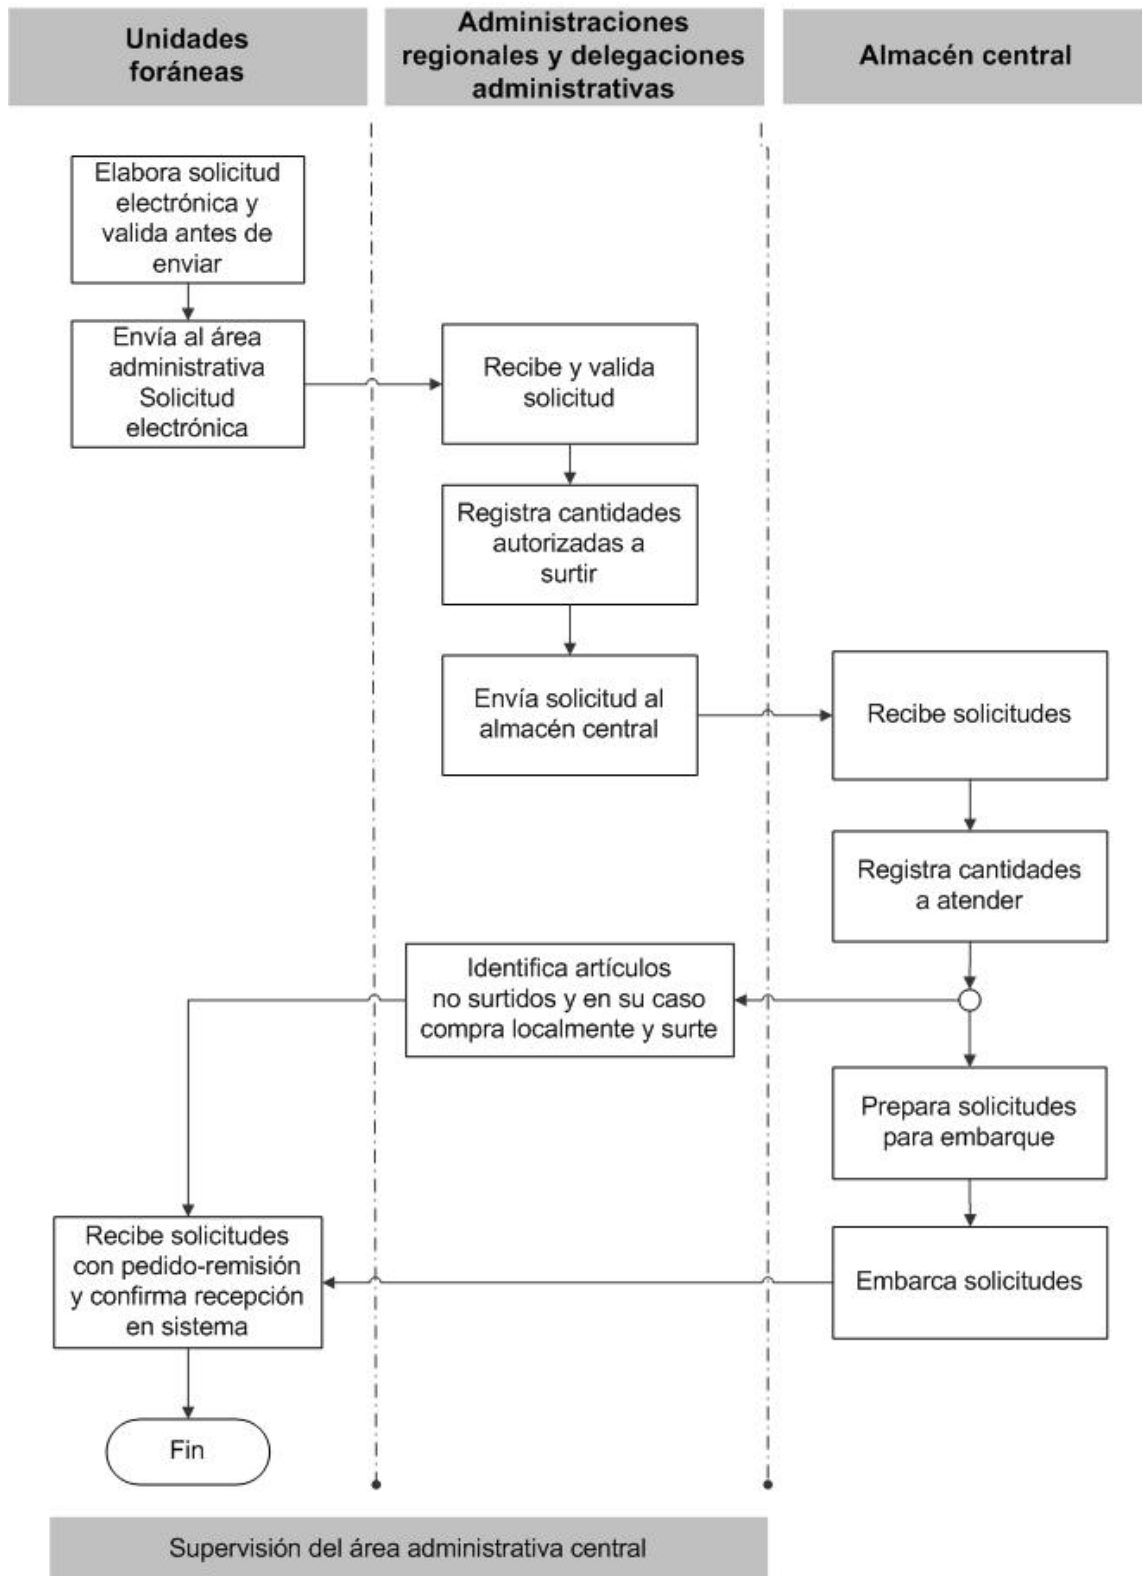 Unidades
foráneas
Administraciones
regionales y delegaciones
administrativas
Almacén central
Elabora solicitud
electrónica y
valida antes de
enviar
Envía al área
administrativa
Solicitud
electrónica
Recibe y valida
solicitud
Registra cantidades
autorizadas a
surtir
Envía solicitud al
almacén central
Recibe solicitudes
Registra cantidades
a atender
Identifica artículos
no surtidos y en su caso
compra localmente y surte
Prepara solicitudes
para embarque
Embarca solicitudes
Recibe solicitudes
con pedido-remisión
y confirma recepción
en sistema
Fin
Supervisión del área administrativa central